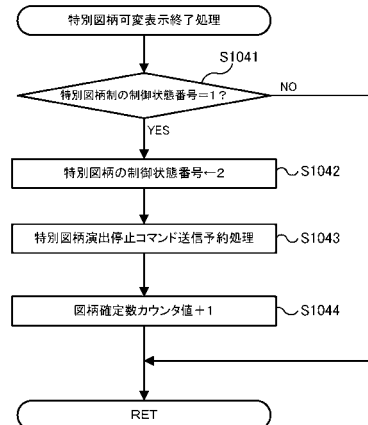 特別図柄可変表示終了処理
S1041
特別図柄制の制御状態番号=1?
NO
YES
特別図柄の制御状態番号←2
S1042
特別図柄演出停止コマンド送信予約処理
S1043
図柄確定数カウンタ値+1
S1044
RET